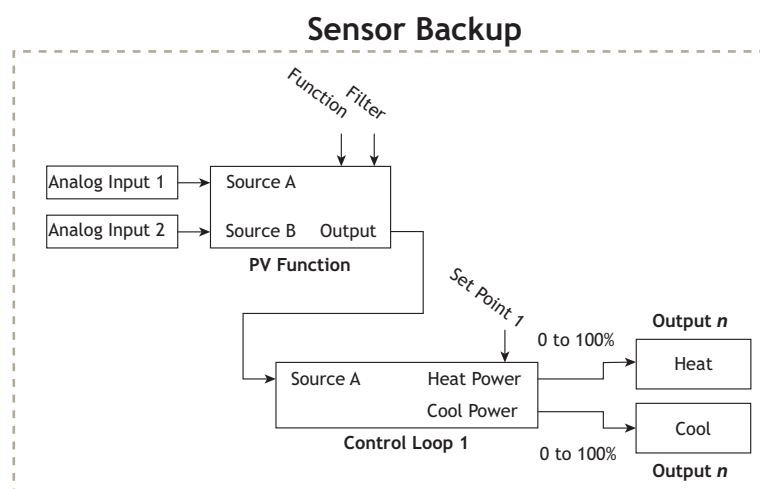 Sensor Backup
Function
Filter
Analog Input 1
Source A
Analog Input 2
Source B
Output
PV Function
Set Point 1
0 to 100%
Output n
Heat
Source A
Heat Power
Cool Power
Cool
Control Loop 1
0 to 100%
Output n